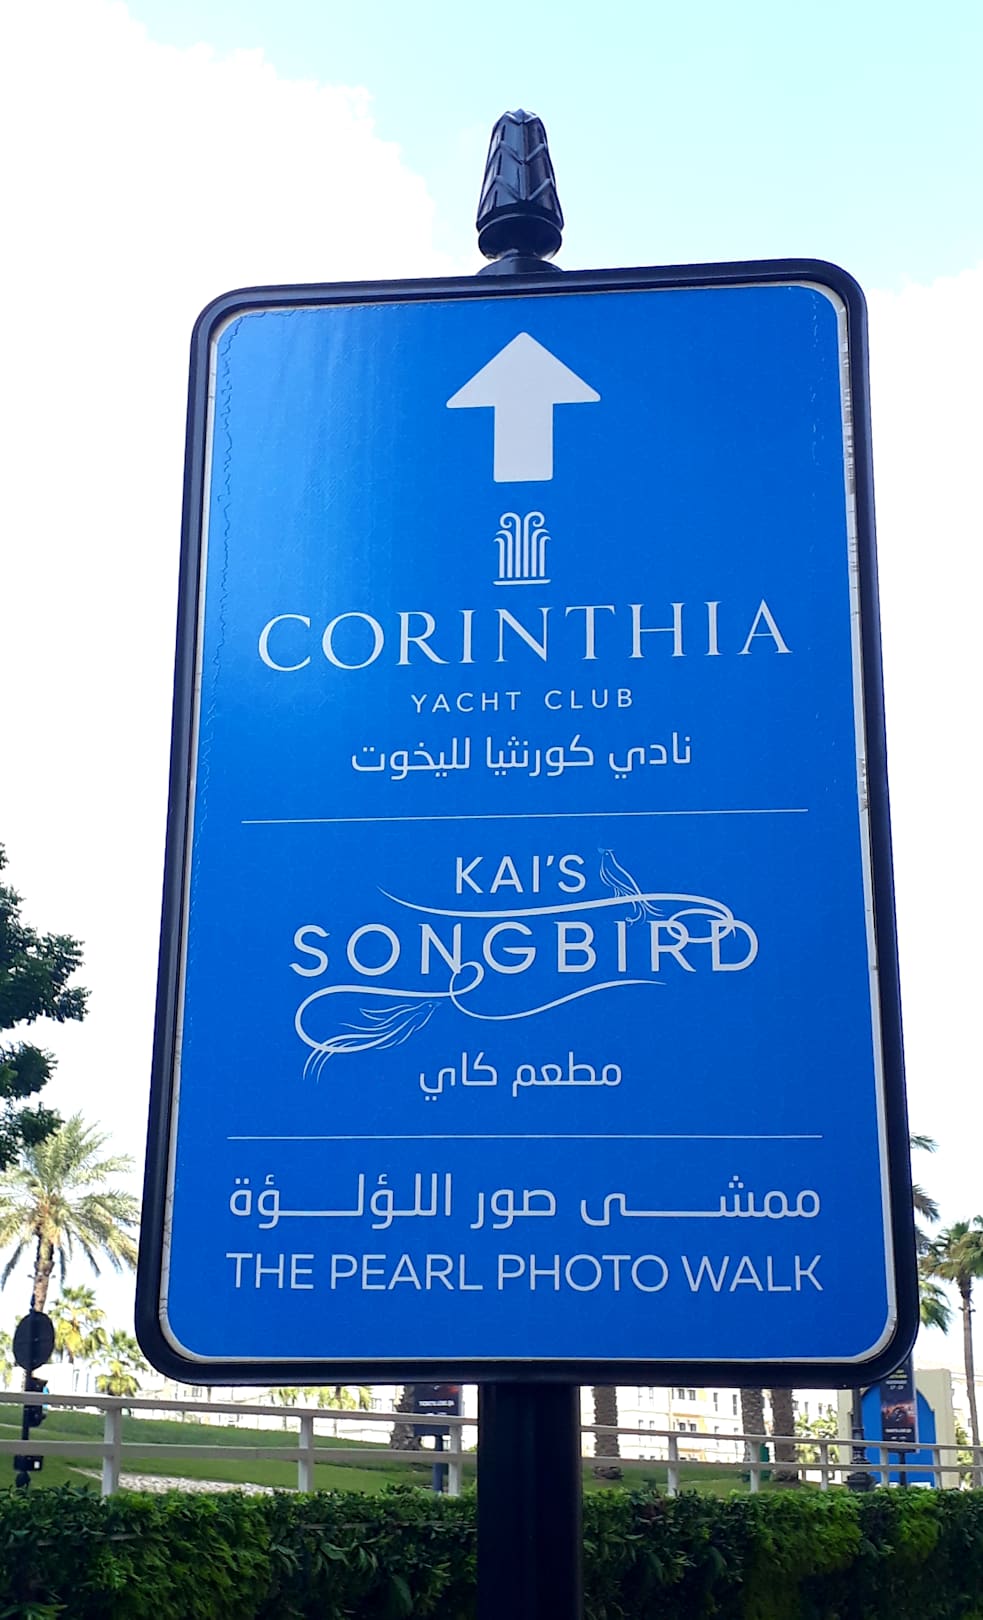 CORINTHIA
YACHT CLUB
نادي كورنثيا لليخوت
KAI'S
SONGBIRD
مطعم كاي
ممشى صور اللؤلؤة
THE PEARL PHOTO WALK